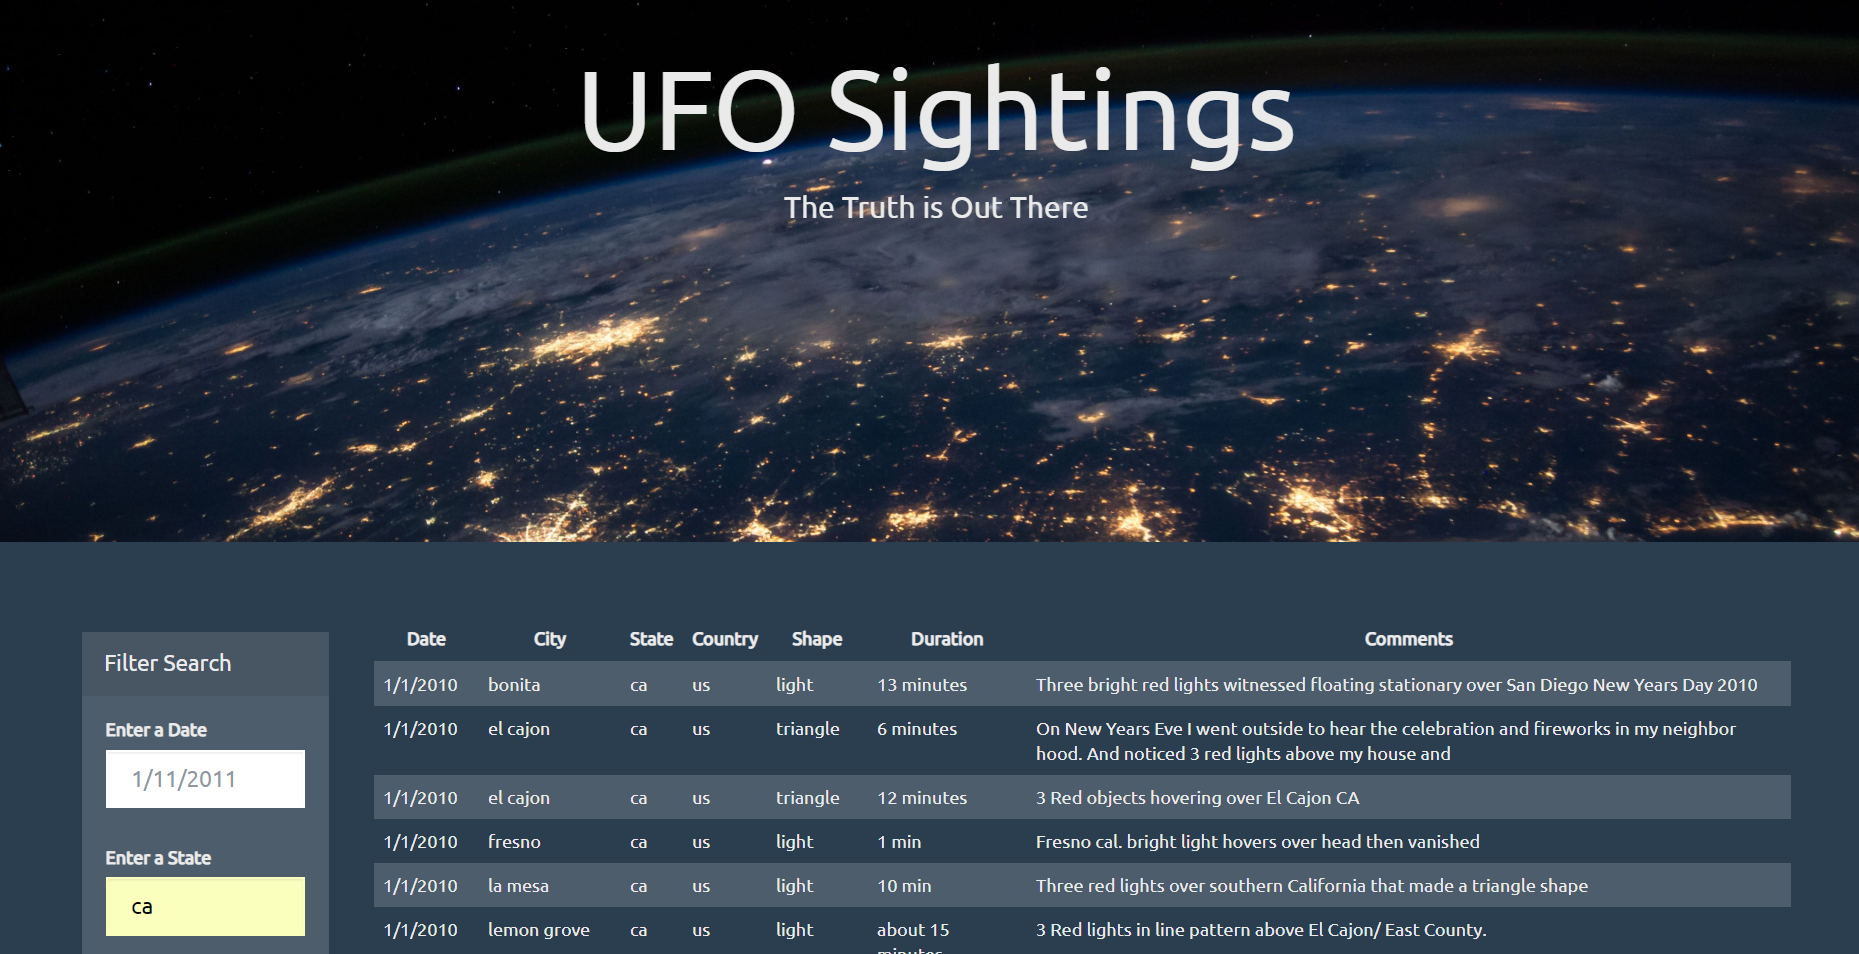 UFO Sightings
The Truth is Out There
Filter Search
Enter a Date
1/11/2011
Enter a State
ca
Date City State Country Shape Duration Comments
1/1/2010 bonita ca us light 13 minutes Three bright red lights witnessed floating stationary over San Diego New Years Day 2010
1/1/2010 el cajon ca us triangle 6 minutes On New Years Eve I went outside to hear the celebration and fireworks in my neighbor
hood. And noticed 3 red lights above my house and
1/1/2010 el cajon ca us triangle 12 minutes 3 Red objects hovering over El Cajon CA
1/1/2010 fresno ca us light 1 min Fresno cal. bright light hovers over head then vanished
1/1/2010 la mesa ca us light 10 min Three red lights over southern California that made a triangle shape
1/1/2010 lemon grove ca us light about 15 3 Red lights in line pattern above El Cajon/ East County.
minutes